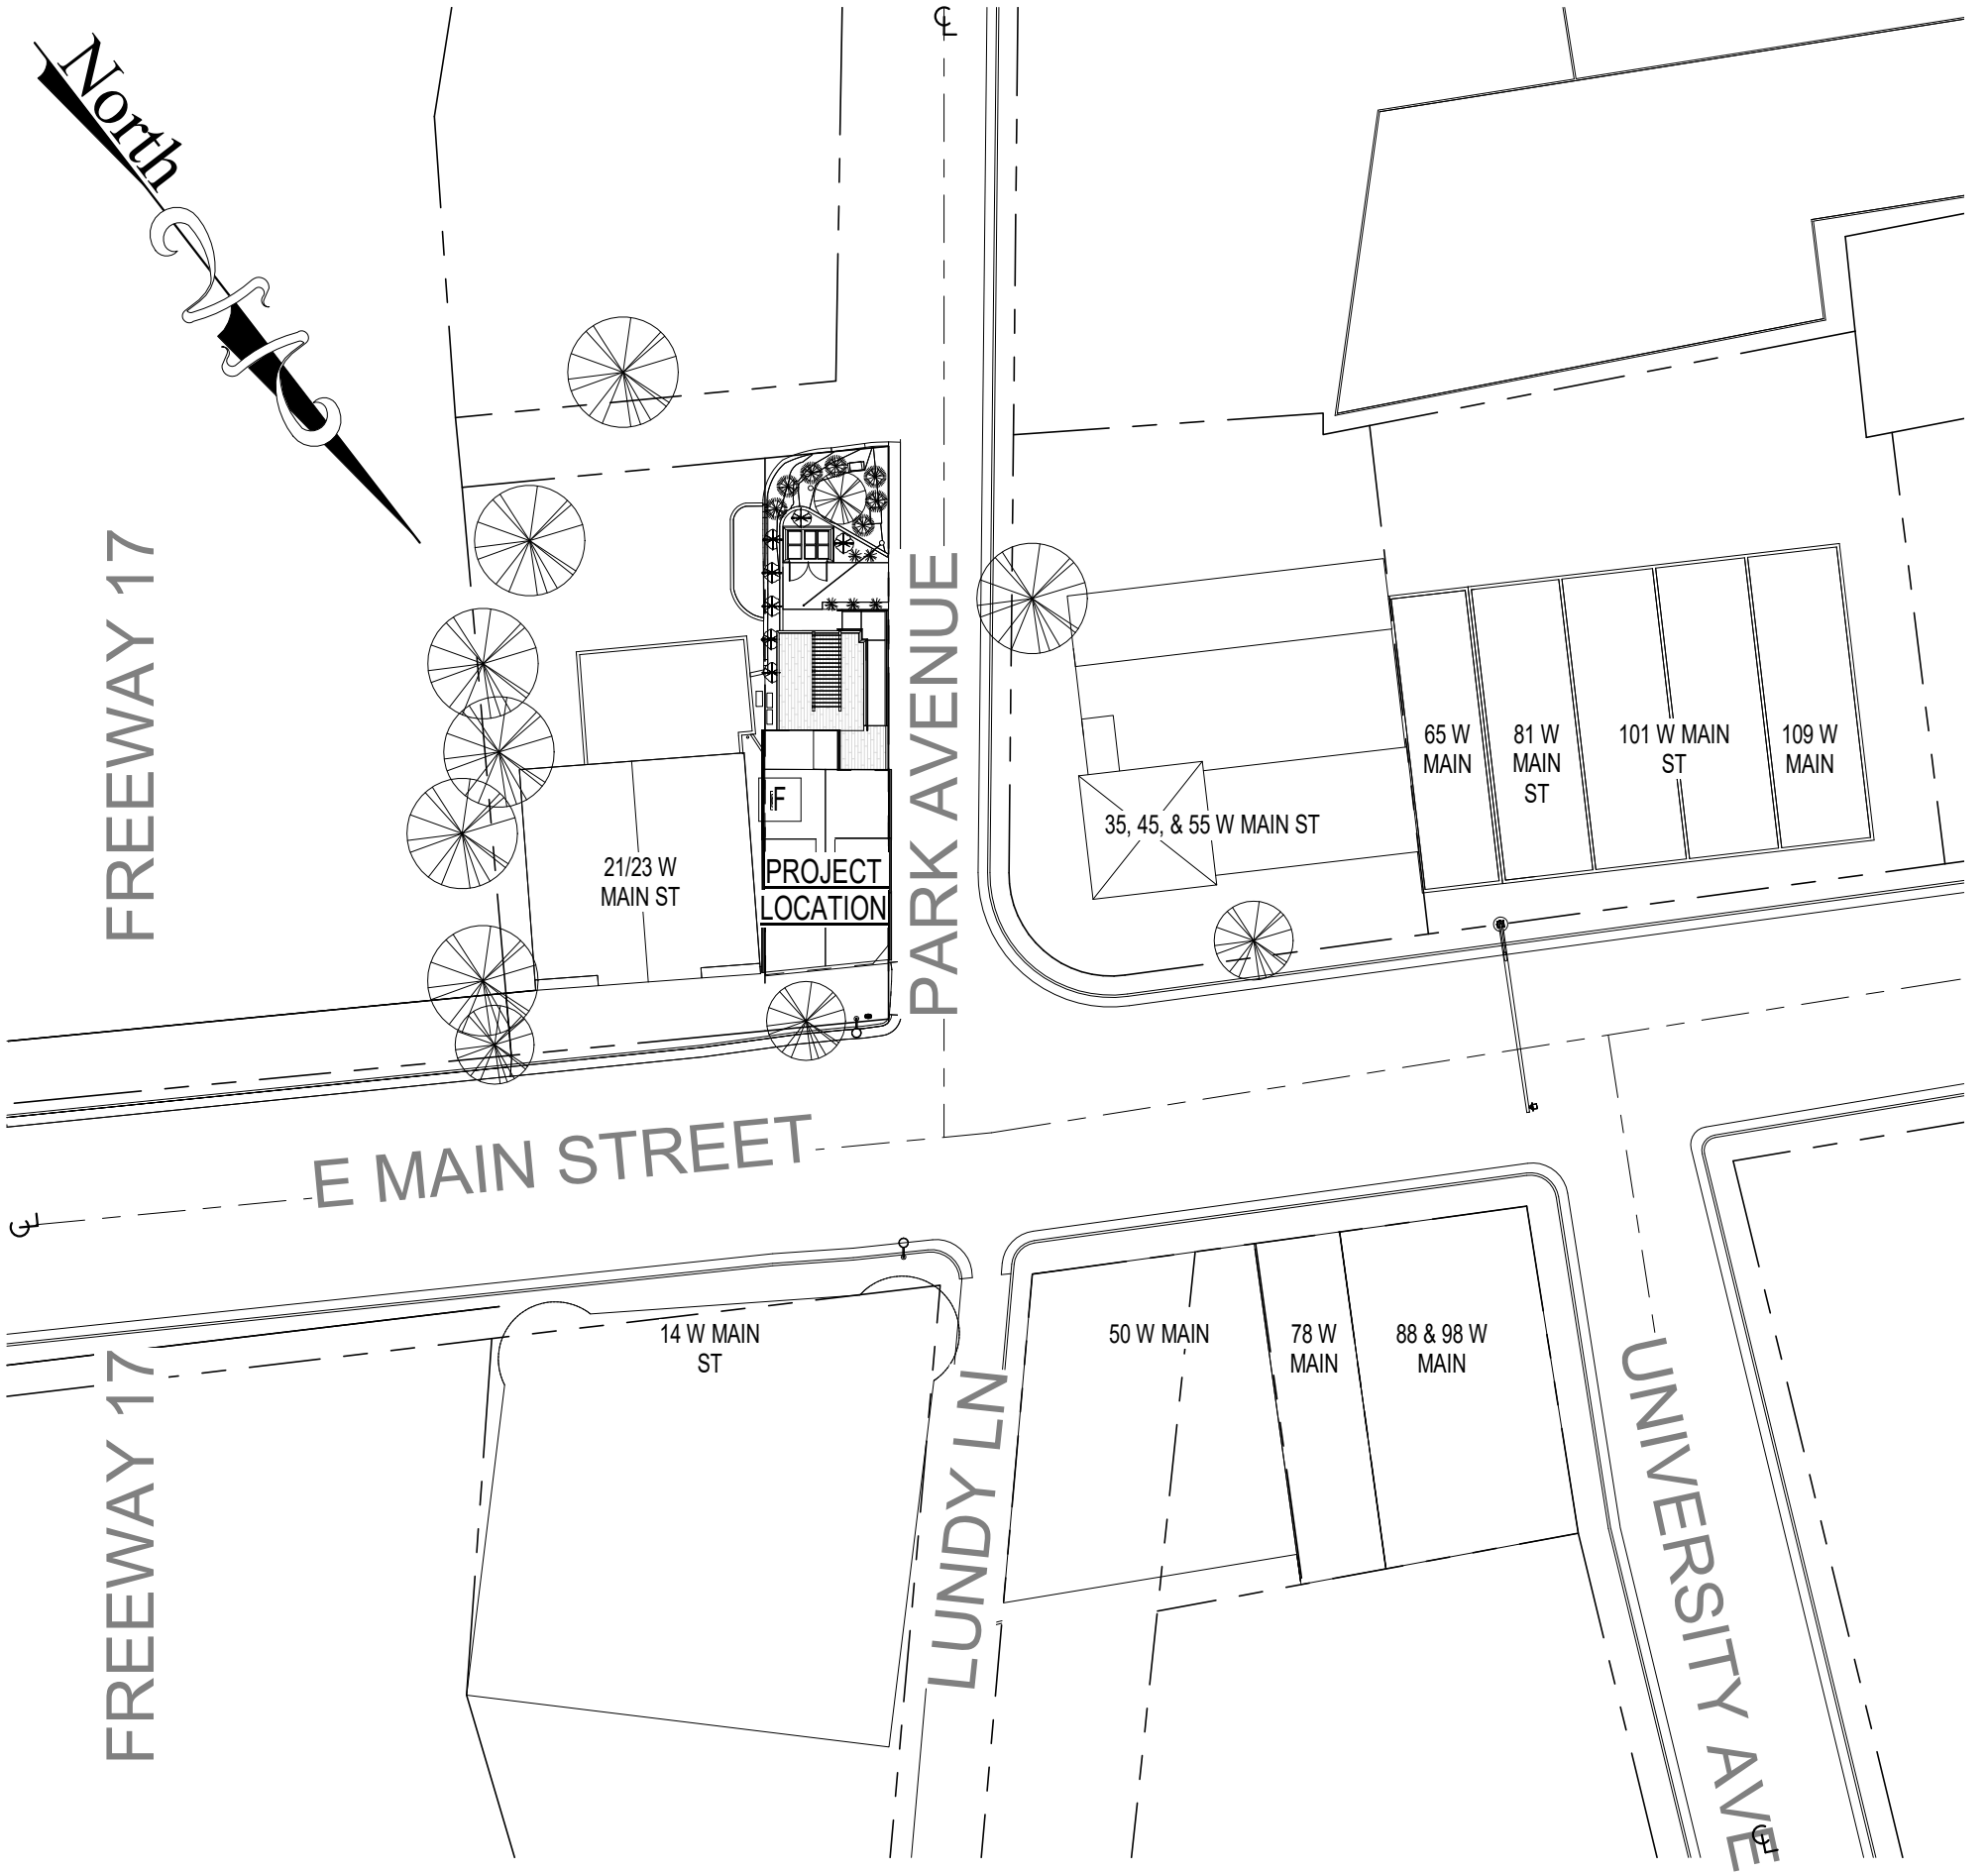 North
℄
FREEWAY 17
PARK AVENUE
65 W
MAIN
81 W
MAIN
ST
101 W MAIN
ST
109 W
MAIN
F
35, 45, & 55 W MAIN ST
21/23 W
MAIN ST
PROJECT
LOCATION
E MAIN STREET
℄
14 W MAIN
ST
50 W MAIN
78 W
MAIN
88 & 98 W
MAIN
FREEWAY 17
LUNDY LN
UNIVERSITY AVE
℄